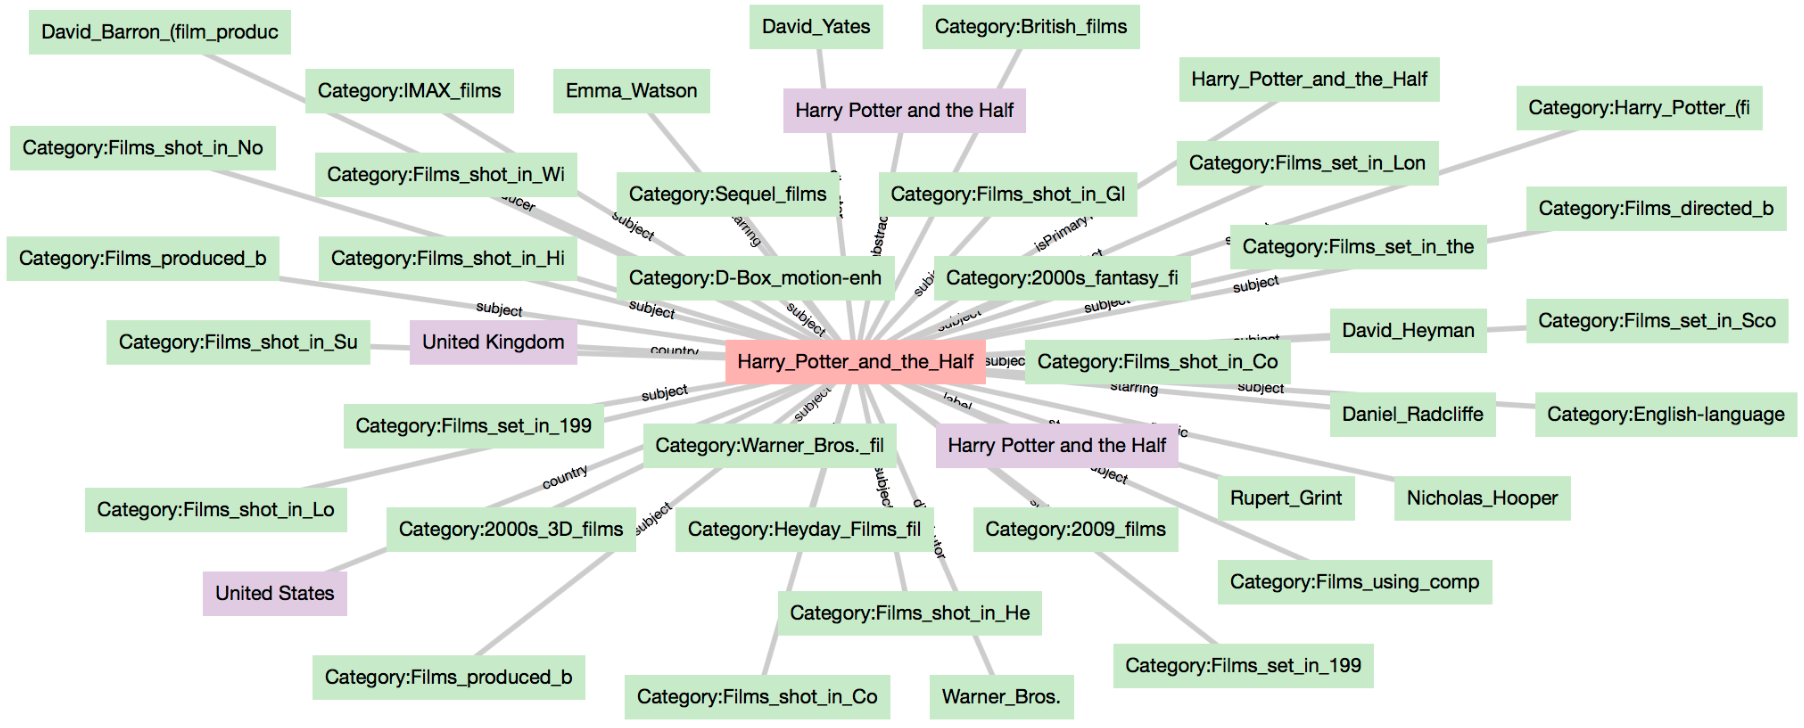 David_Yates
Category:British_films
David_Barron_(film_produc
Category:IMAX_films
Emma_Watson
Harry Potter and the Half
Harry_Potter_and_the_Half
Category:Harry_Potter_(fi
Category:Films_shot_in_No
Category:Films_shot_in_Wi
Category:Sequel_films
Category:Films_shot_in_Gl
Category:Films_set_in_Lon
Category:Films_directed_b
subject
Category:Films_produced_b
Category:Films_shot_in_Hi
Category:D-Box_motion-enh
Category:2000s_fantasy_fi
Category:Films_set_in_the
subject
subject
subject
subject
subject
subject
subject
Category:Films_shot_in_Su
United Kingdom
country
Harry_Potter_and_the_Half
Category:Films_shot_in_Co
David_Heyman
Category:Films_set_in_Sco
subject
subject
starring
subject
label
Category:Films_set_in_199
Category:Warner_Bros._fil
Harry Potter and the Half
Daniel_Radcliffe
Category:English-language
country
subject
subject
Category:Films_shot_in_Lo
Category:2000s_3D_films
subject
Category:Heyday_Films_fil
Category:2009_films
Rupert_Grint
Nicholas_Hooper
United States
Category:Films_shot_in_He
Category:Films_using_comp
Category:Films_produced_b
Category:Films_shot_in_Co
Warner_Bros.
Category:Films_set_in_199